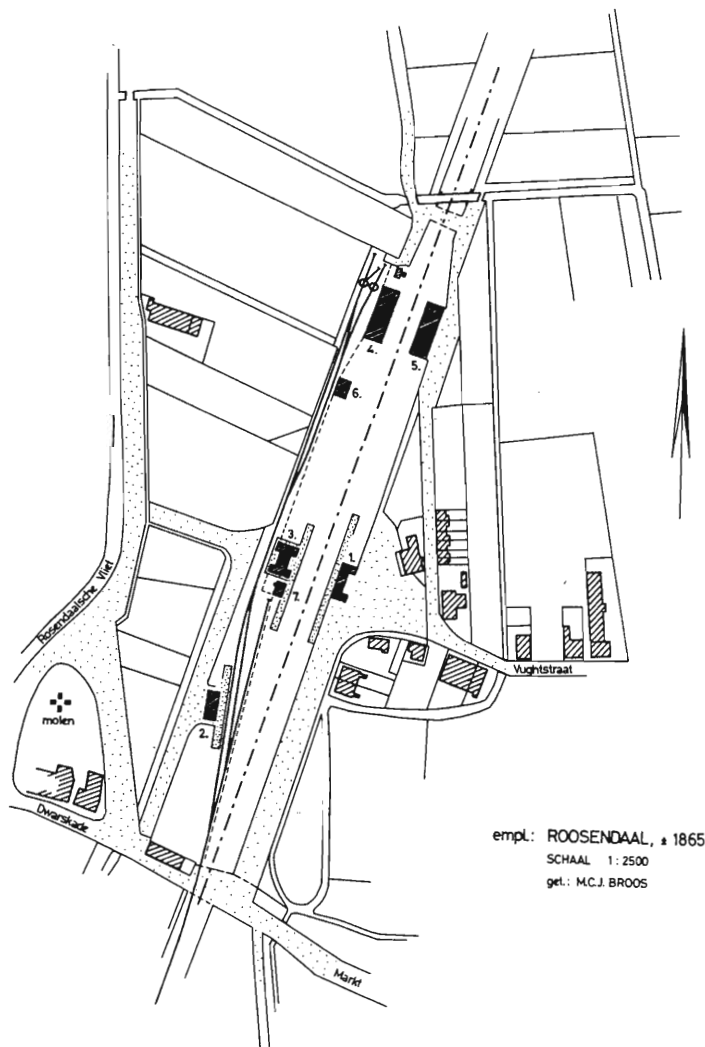 4.
5.
6.
3.
1.
7.
Rosendaalsche Vliet
Vughtstraat
molen
2.
Dwarskade
empl.: ROOSENDAAL, ± 1865
SCHAAL 1 : 2500
get.: M.C.J. BROOS
Markt